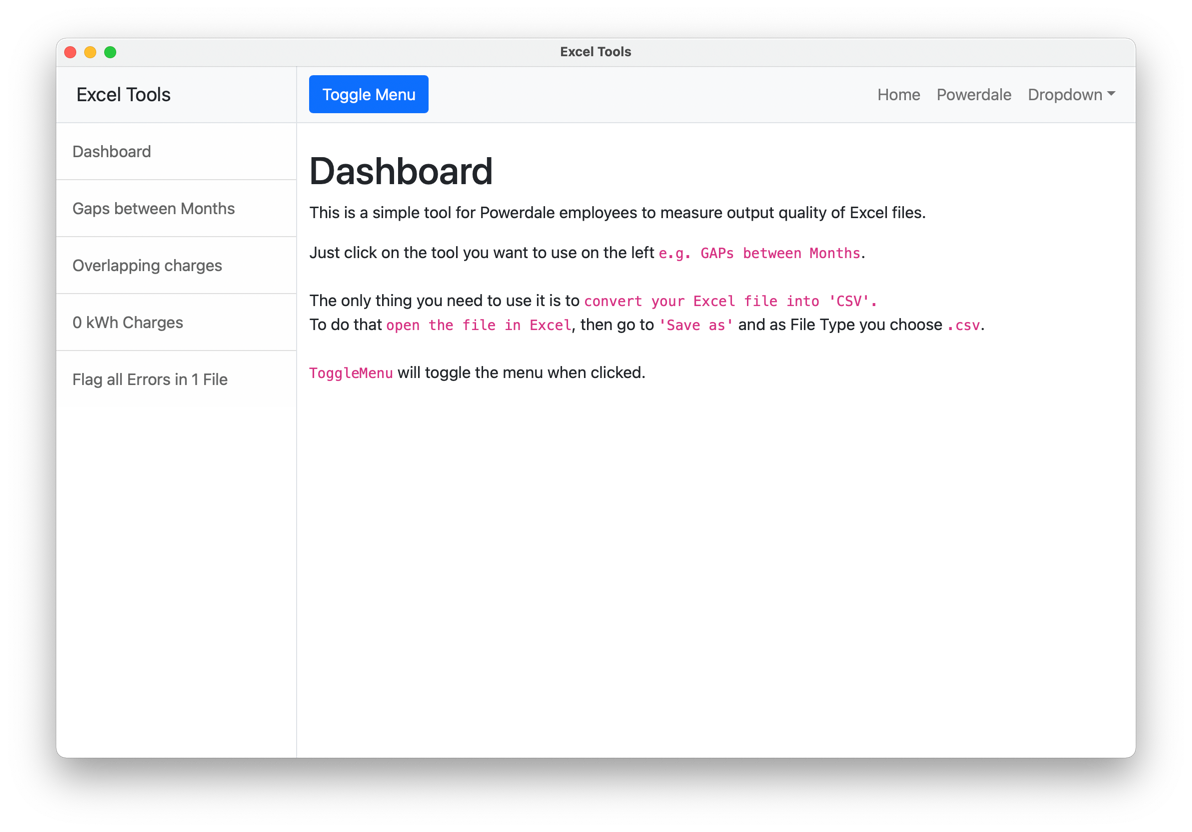 Excel Tools
Excel Tools
Toggle Menu
Home
Powerdale
Dropdown
Dashboard
Gaps between Months
Overlapping charges
0 kWh Charges
Flag all Errors in 1 File
Dashboard
This is a simple tool for Powerdale employees to measure output quality of Excel files.
Just click on the tool you want to use on the left e.g. GAPs between Months.
The only thing you need to use it is to convert your Excel file into 'CSV'.
To do that open the file in Excel, then go to 'Save as' and as File Type you choose .csv.
ToggleMenu will toggle the menu when clicked.